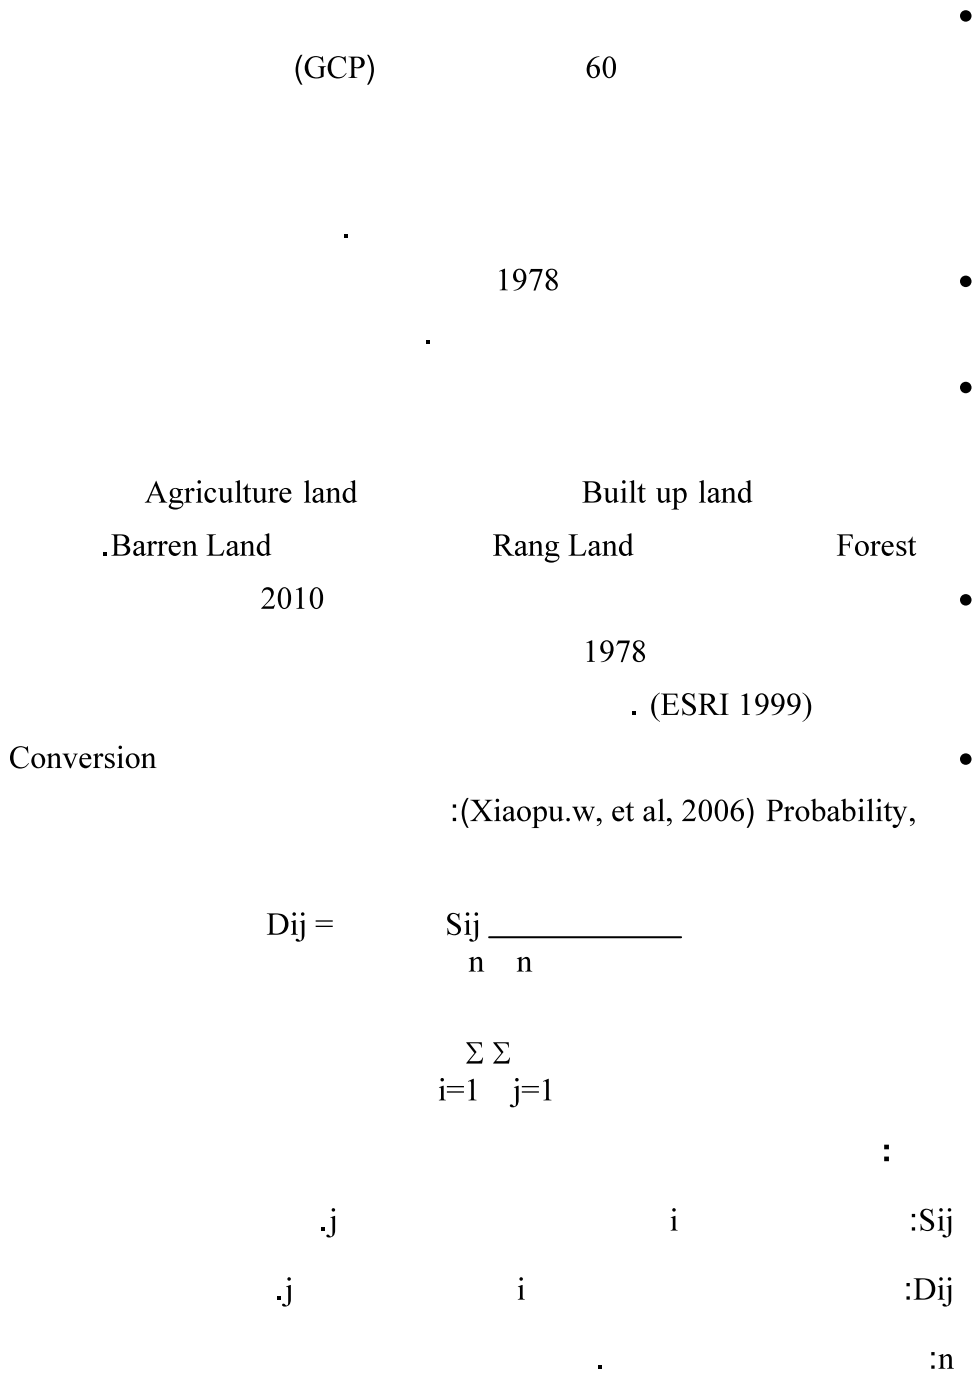 •
60 (GCP)
.
• 1978
.
•
Built up land Agriculture land
Forest Rang Land Barren Land.
• 2010
1978
(ESRI 1999) .
• Conversion
Probability, (Xiaopu.w, et al, 2006):
Dij = Sij ____________
n n
∑ ∑
i=1 j=1
:
Sij: i j.
Dij: i j.
n: .